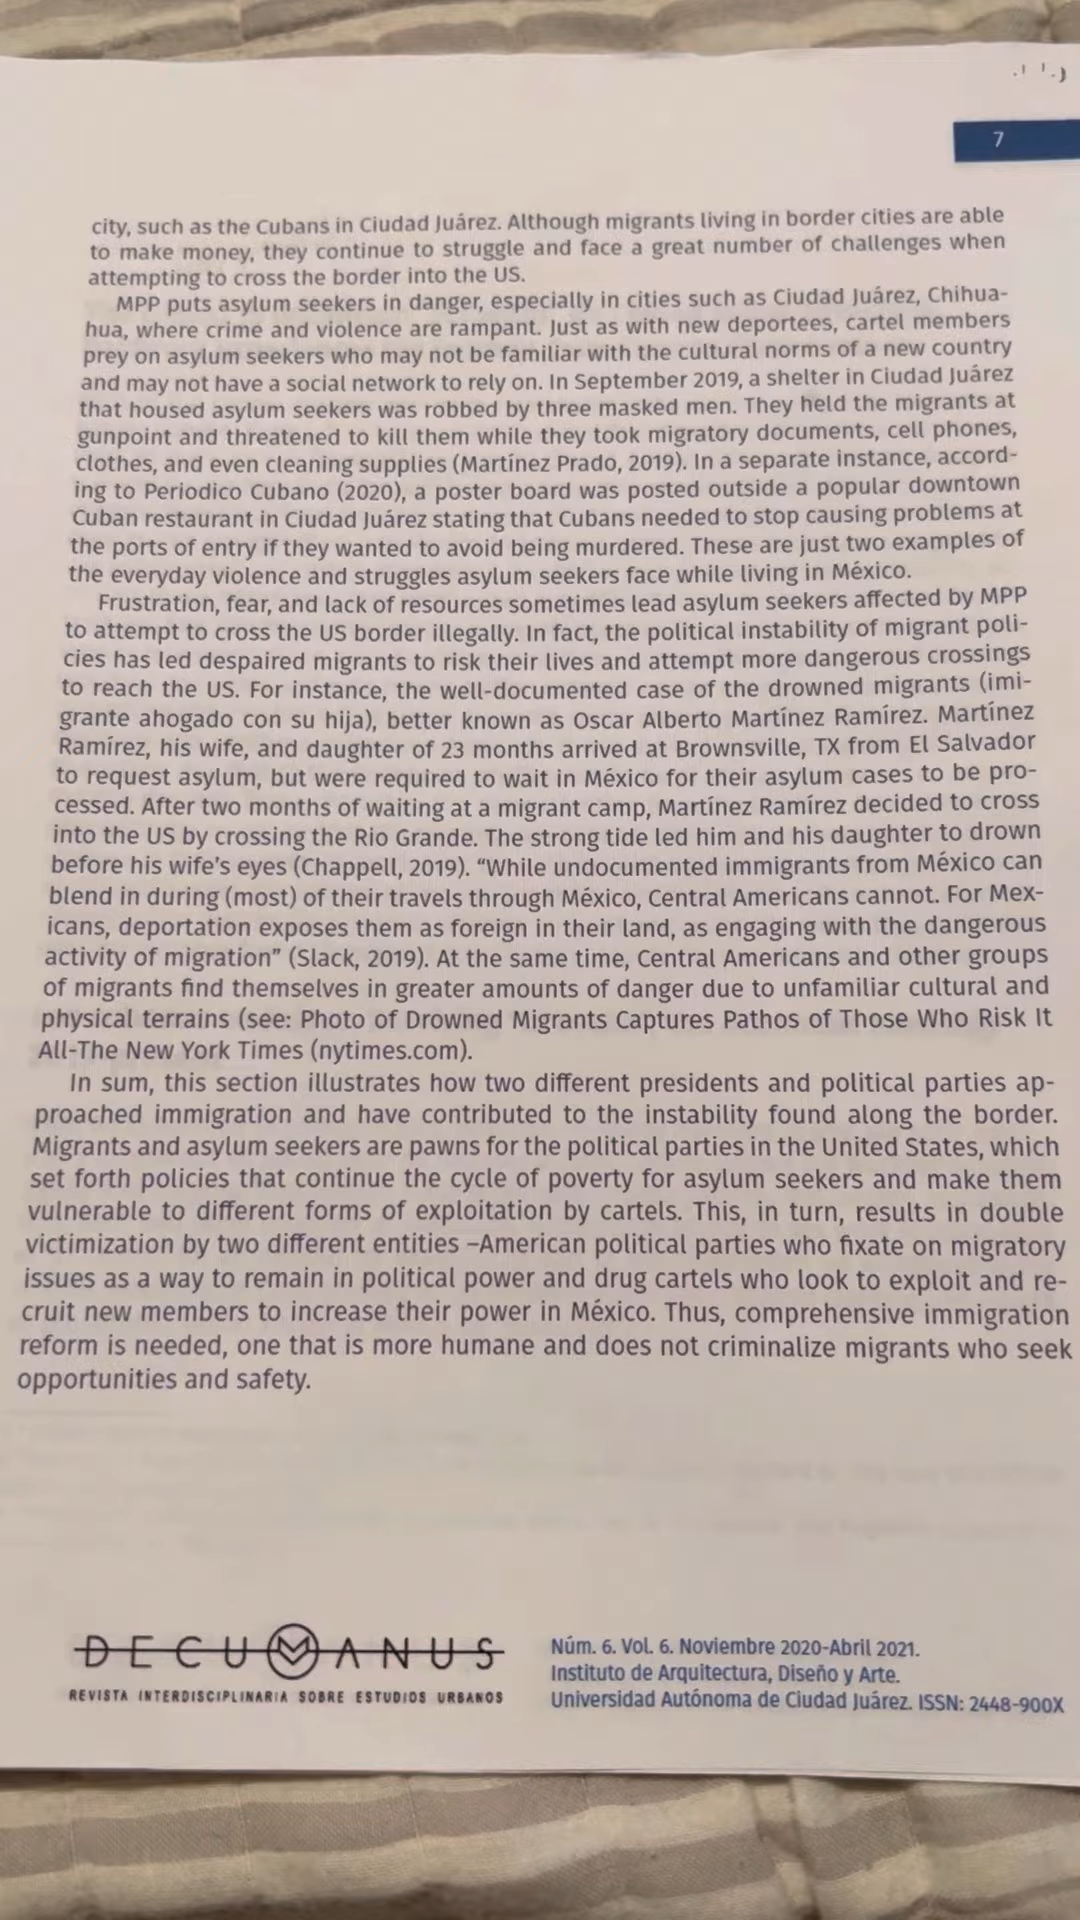 7
city, such as the Cubans in Ciudad Juárez. Although migrants living in border cities are able
to make money, they continue to struggle and face a great number of challenges when
attempting to cross the border into the US.
MPP puts asylum seekers in danger, especially in cities such as Ciudad Juárez, Chihua-
hua, where crime and violence are rampant. Just as with new deportees, cartel members
prey on asylum seekers who may not be familiar with the cultural norms of a new country
and may not have a social network to rely on. In September 2019, a shelter in Ciudad Juárez
that housed asylum seekers was robbed by three masked men. They held the migrants at
gunpoint and threatened to kill them while they took migratory documents, cell phones,
clothes, and even cleaning supplies (Martínez Prado, 2019). In a separate instance, accord-
ing to Periodico Cubano (2020), a poster board was posted outside a popular downtown
Cuban restaurant in Ciudad Juárez stating that Cubans needed to stop causing problems at
the ports of entry if they wanted to avoid being murdered. These are just two examples of
the everyday violence and struggles asylum seekers face while living in México.
Frustration, fear, and lack of resources sometimes lead asylum seekers affected by MPP
to attempt to cross the US border illegally. In fact, the political instability of migrant poli-
cies has led despaired migrants to risk their lives and attempt more dangerous crossings
to reach the US. For instance, the well-documented case of the drowned migrants (imi-
grante ahogado con su hija), better known as Oscar Alberto Martínez Ramírez. Martínez
Ramírez, his wife, and daughter of 23 months arrived at Brownsville, TX from El Salvador
to request asylum, but were required to wait in México for their asylum cases to be pro-
cessed. After two months of waiting at a migrant camp, Martínez Ramírez decided to cross
into the US by crossing the Rio Grande. The strong tide led him and his daughter to drown
before his wife's eyes (Chappell, 2019). “While undocumented immigrants from México can
blend in during (most) of their travels through México, Central Americans cannot. For Mex-
icans, deportation exposes them as foreign in their land, as engaging with the dangerous
activity of migration” (Slack, 2019). At the same time, Central Americans and other groups
of migrants find themselves in greater amounts of danger due to unfamiliar cultural and
physical terrains (see: Photo of Drowned Migrants Captures Pathos of Those Who Risk It
All-The New York Times (nytimes.com).
In sum, this section illustrates how two different presidents and political parties ap-
proached immigration and have contributed to the instability found along the border.
Migrants and asylum seekers are pawns for the political parties in the United States, which
set forth policies that continue the cycle of poverty for asylum seekers and make them
vulnerable to different forms of exploitation by cartels. This, in turn, results in double
victimization by two different entities –American political parties who fixate on migratory
issues as a way to remain in political power and drug cartels who look to exploit and re-
cruit new members to increase their power in México. Thus, comprehensive immigration
reform is needed, one that is more humane and does not criminalize migrants who seek
opportunities and safety.
DECUMANUS
REVISTA INTERDISCIPLINARIA SOBRE ESTUDIOS URBANOS
Núm. 6. Vol. 6. Noviembre 2020-Abril 2021.
Instituto de Arquitectura, Diseño y Arte.
Universidad Autónoma de Ciudad Juárez. ISSN: 2448-900X